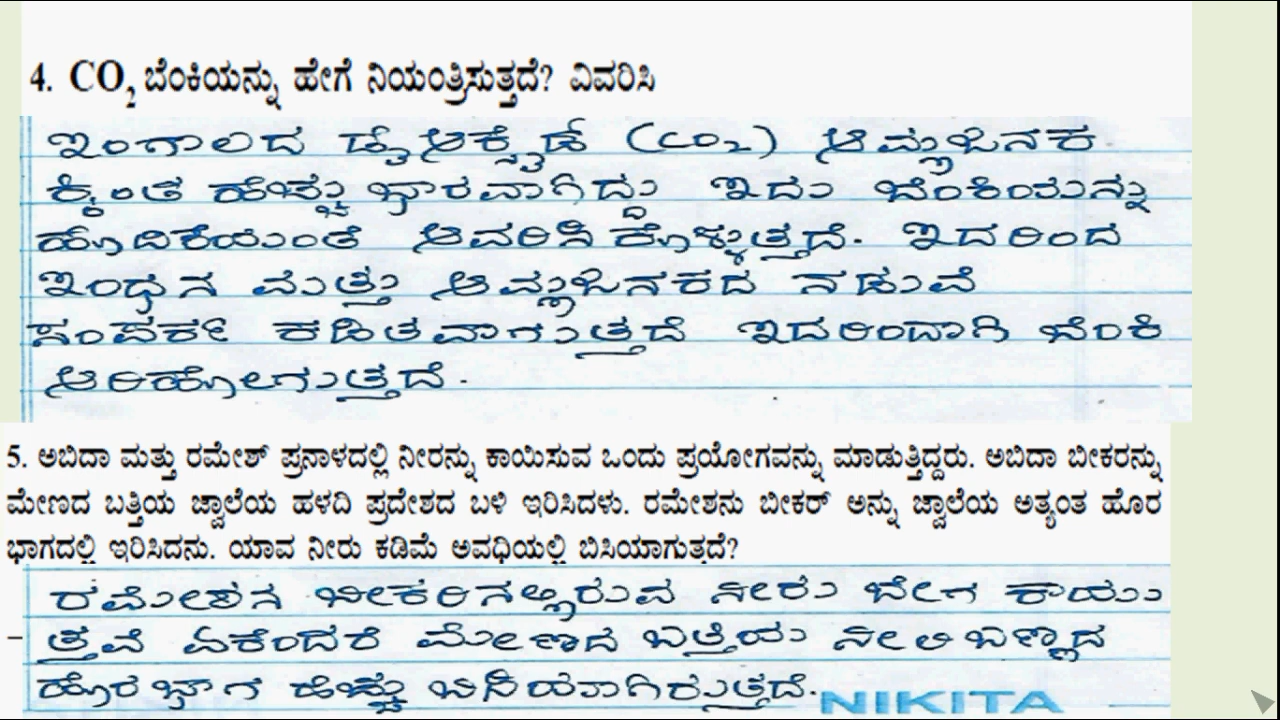 4. CO₂ ಬೆಂಕಿಯನ್ನು ಹೇಗೆ ನಿಯಂತ್ರಿಸುತ್ತದೆ? ವಿವರಿಸಿ
ಇಂಗಾಲದ ಡೈಆಕ್ಸೈಡ್ (CO₂) ಆಮ್ಲಜನಕ
ಕ್ಕಿಂತ ಹೆಚ್ಚು ಭಾರವಾಗಿದ್ದು ಇದು ಬೆಂಕಿಯನ್ನು
ಹೊದಿಕೆಯಂತೆ ಆವರಿಸಿಕೊಳ್ಳುತ್ತದೆ. ಇದರಿಂದ
ಇಂಧನ ಮತ್ತು ಆಮ್ಲಜನಕದ ನಡುವೆ
ಸಂಪರ್ಕ ಕಡಿತವಾಗುತ್ತದೆ ಇದರಿಂದಾಗಿ ಬೆಂಕಿ
ಆರಿಹೋಗುತ್ತದೆ.
5. ಅಬಿದಾ ಮತ್ತು ರಮೇಶ್ ಪ್ರನಾಳದಲ್ಲಿ ನೀರನ್ನು ಕಾಯಿಸುವ ಒಂದು ಪ್ರಯೋಗವನ್ನು ಮಾಡುತ್ತಿದ್ದರು. ಅಬಿದಾ ಬೀಕರನ್ನು
ಮೇಣದ ಬತ್ತಿಯ ಜ್ವಾಲೆಯ ಹಳದಿ ಪ್ರದೇಶದ ಬಳಿ ಇರಿಸಿದಳು. ರಮೇಶನು ಬೀಕರ್ ಅನ್ನು ಜ್ವಾಲೆಯ ಅತ್ಯಂತ ಹೊರ
ಭಾಗದಲ್ಲಿ ಇರಿಸಿದನು. ಯಾವ ನೀರು ಕಡಿಮೆ ಅವಧಿಯಲ್ಲಿ ಬಿಸಿಯಾಗುತ್ತದೆ?
ರಮೇಶನ ಬೀಕರಿನಲ್ಲಿರುವ ನೀರು ಬೇಗ ಕಾಯು
ತ್ತವೆ ಏಕೆಂದರೆ ಮೇಣದ ಬತ್ತಿಯ ನೀಲಿ ಬಣ್ಣದ
ಹೊರಭಾಗ ಹೆಚ್ಚು ಬಿಸಿಯಾಗಿರುತ್ತದೆ.
NIKITA